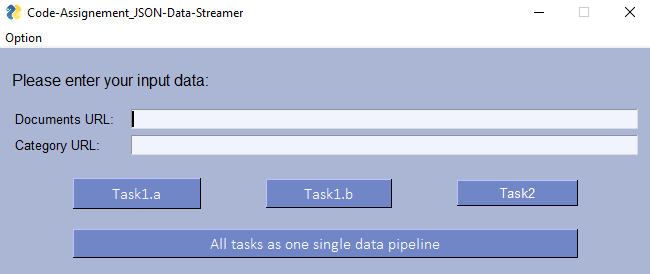 Code-Assignement_JSON-Data-Streamer
Option
Please enter your input data:
Documents URL:
Category URL:
Task1.a Task1.b Task2
All tasks as one single data pipeline